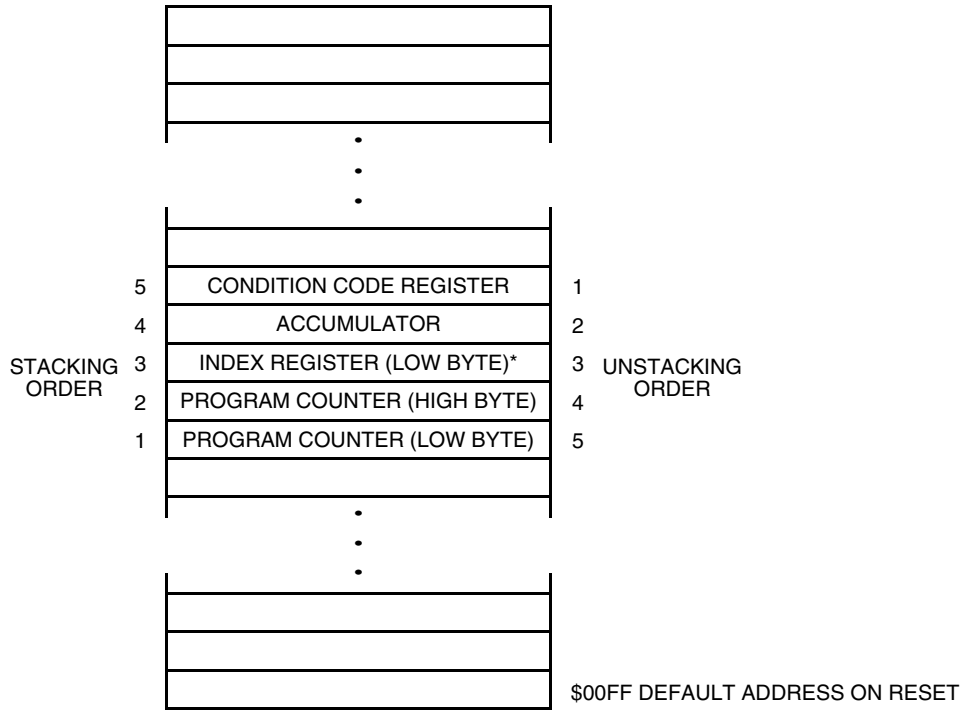 5 CONDITION CODE REGISTER 1
4 ACCUMULATOR 2
STACKING ORDER 3 INDEX REGISTER (LOW BYTE)* 3 UNSTACKING ORDER
2 PROGRAM COUNTER (HIGH BYTE) 4
1 PROGRAM COUNTER (LOW BYTE) 5
$00FF DEFAULT ADDRESS ON RESET